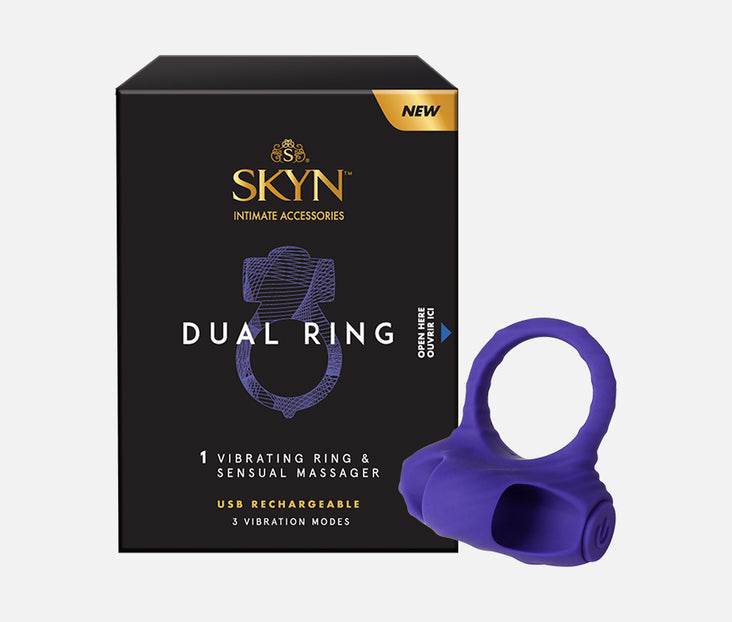 NEW
S
SKYN™
INTIMATE ACCESSORIES
DUAL RING
OPEN HERE
OUVRIR ICI
1 VIBRATING RING &
SENSUAL MASSAGER
USB RECHARGEABLE
3 VIBRATION MODES